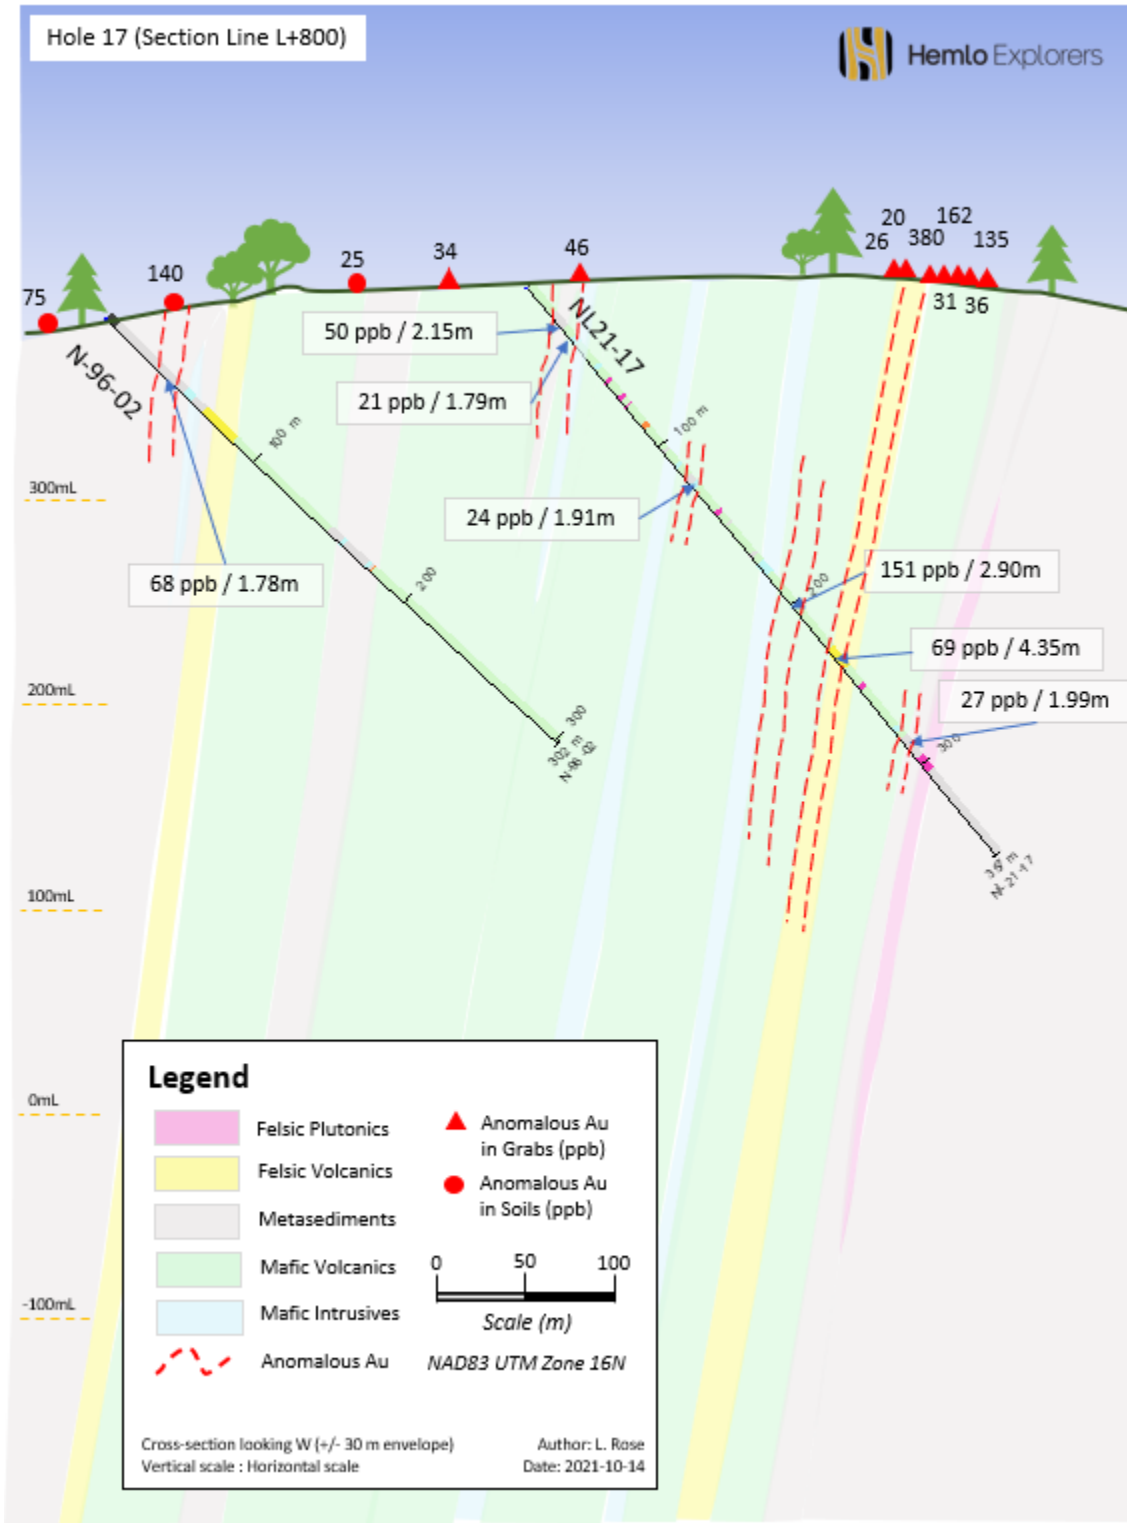 Hole 17 (Section Line L+800)
Hemlo Explorers
75
140
25
34
46
26
20
380
162
135
31
36
N-96-02
NL21-17
50 ppb / 2.15m
21 ppb / 1.79m
100 m
100 m
24 ppb / 1.91m
300mL
68 ppb / 1.78m
200
200
151 ppb / 2.90m
69 ppb / 4.35m
27 ppb / 1.99m
200mL
300
302 m
N-96-02
300
NL-21-17
100mL
0mL
-100mL
Legend
Felsic Plutonics
Felsic Volcanics
Metasediments
Mafic Volcanics
Mafic Intrusives
Anomalous Au
Anomalous Au
in Grabs (ppb)
Anomalous Au
in Soils (ppb)
0 50 100
Scale (m)
NAD83 UTM Zone 16N
Cross-section looking W (+/- 30 m envelope)
Vertical scale : Horizontal scale
Author: L. Rose
Date: 2021-10-14